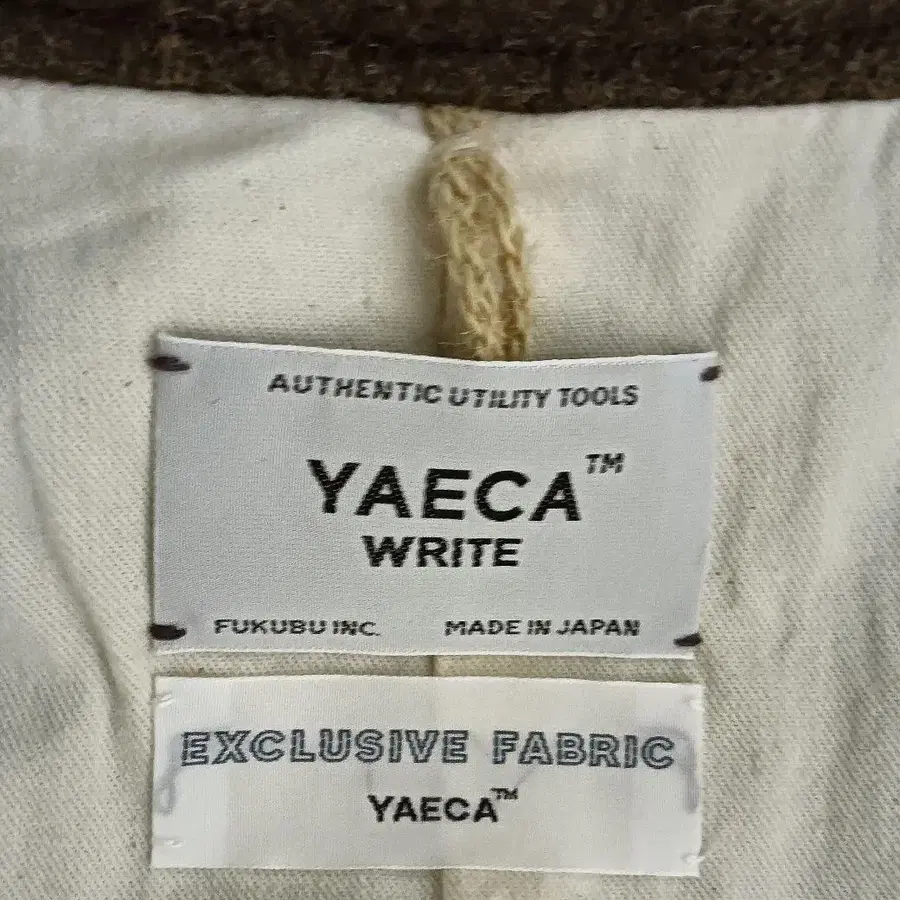 AUTHENTIC UTILITY TOOLS
YAECA™
WRITE
FUKUBU INC. MADE IN JAPAN
EXCLUSIVE FABRIC
YAECA™